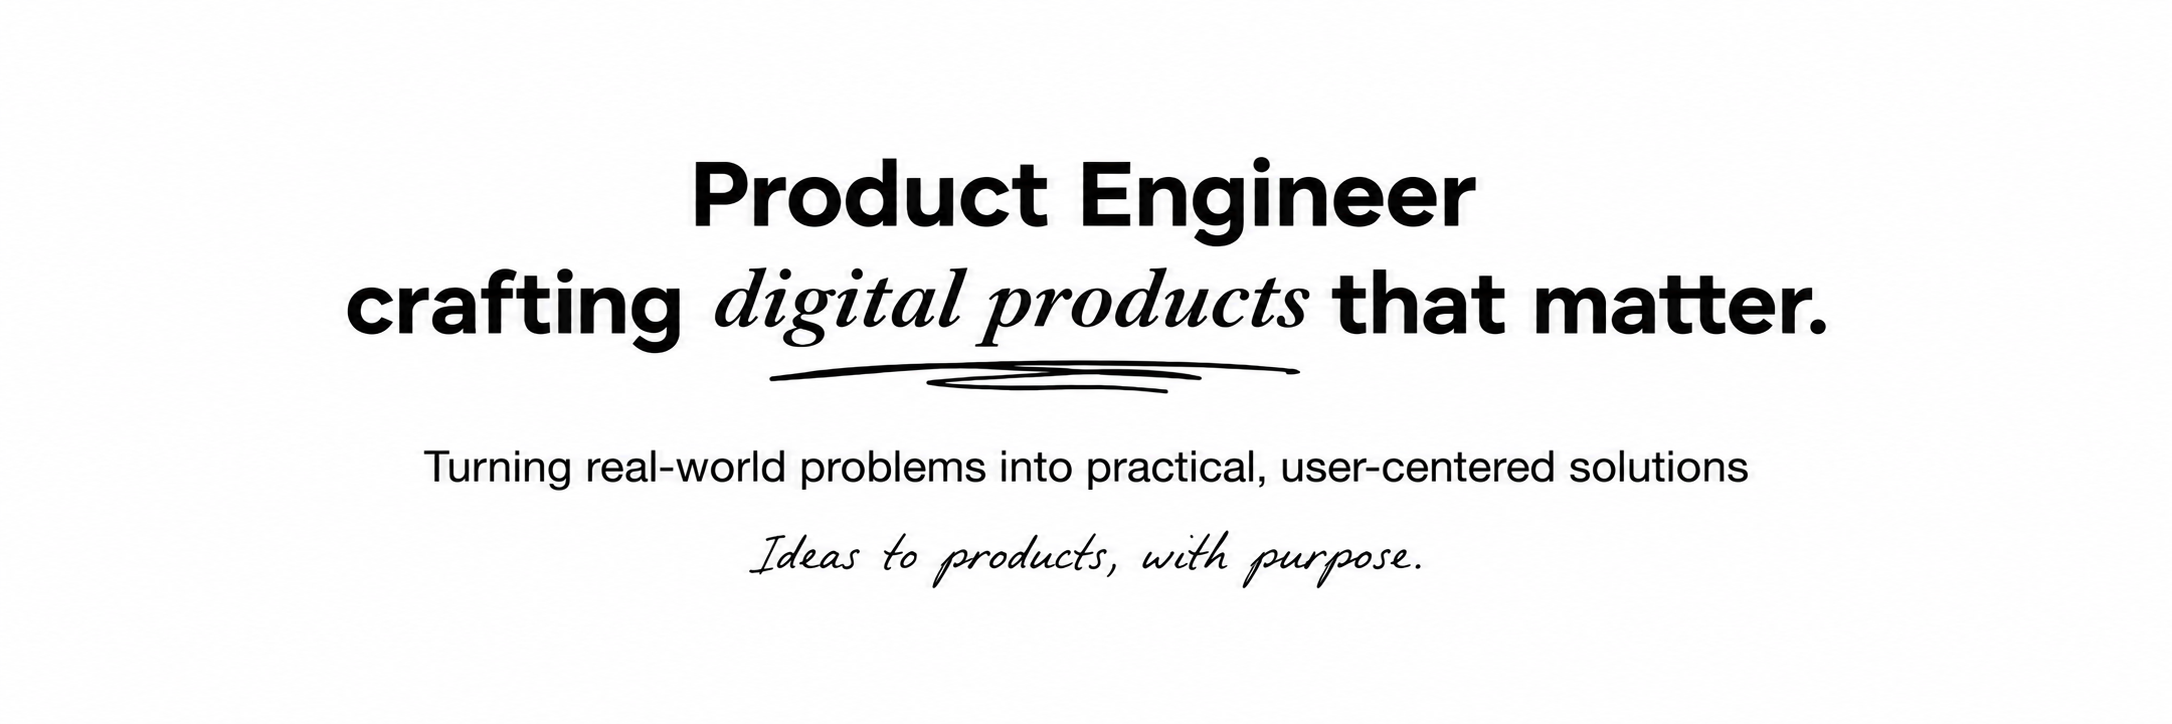 Product Engineer
crafting digital products that matter.
Turning real-world problems into practical, user-centered solutions
Ideas to products, with purpose.